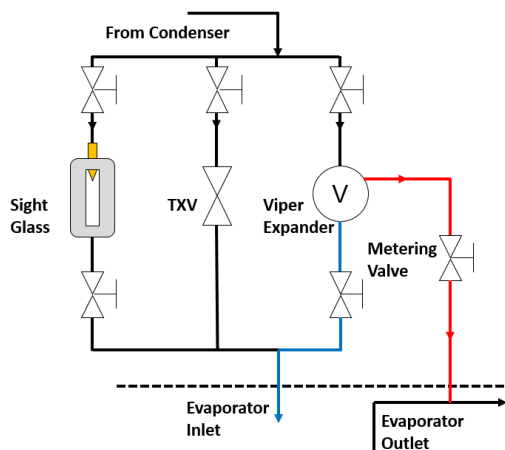 From Condenser
Sight
Glass
TXV
Viper
Expander
V
Metering
Valve
Evaporator
Inlet
Evaporator
Outlet